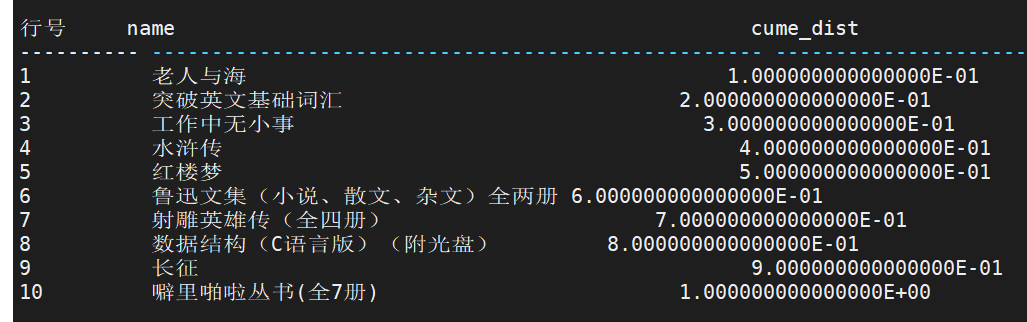 行号 name cume_dist
---------- -------------------------------------------------- --------------------
1 老人与海 1.000000000000000E-01
2 突破英文基础词汇 2.000000000000000E-01
3 工作中无小事 3.000000000000000E-01
4 水浒传 4.000000000000000E-01
5 红楼梦 5.000000000000000E-01
6 鲁迅文集（小说、散文、杂文）全两册 6.000000000000000E-01
7 射雕英雄传（全四册） 7.000000000000000E-01
8 数据结构（C语言版）（附光盘） 8.000000000000000E-01
9 长征 9.000000000000000E-01
10 噼里啪啦丛书(全7册) 1.000000000000000E+00